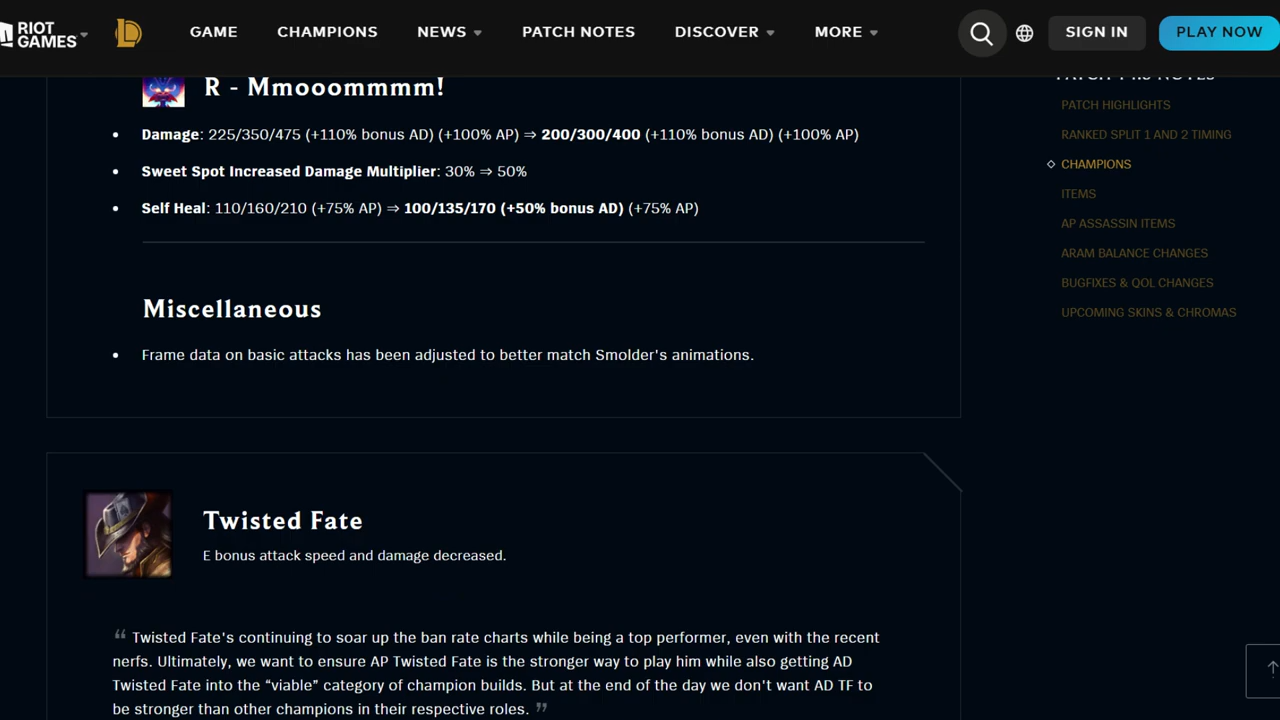 RIOT GAMES
GAME
CHAMPIONS
NEWS
PATCH NOTES
DISCOVER
MORE
SIGN IN
PLAY NOW
R - Mmooommmm!
Damage: 225/350/475 (+110% bonus AD) (+100% AP) ⇒ 200/300/400 (+110% bonus AD) (+100% AP)
Sweet Spot Increased Damage Multiplier: 30% ⇒ 50%
Self Heal: 110/160/210 (+75% AP) ⇒ 100/135/170 (+50% bonus AD) (+75% AP)
Miscellaneous
Frame data on basic attacks has been adjusted to better match Smolder's animations.
Twisted Fate
E bonus attack speed and damage decreased.
“ Twisted Fate's continuing to soar up the ban rate charts while being a top performer, even with the recent
nerfs. Ultimately, we want to ensure AP Twisted Fate is the stronger way to play him while also getting AD
Twisted Fate into the “viable” category of champion builds. But at the end of the day we don't want AD TF to
be stronger than other champions in their respective roles. ”
NOTES
PATCH HIGHLIGHTS
RANKED SPLIT 1 AND 2 TIMING
CHAMPIONS
ITEMS
AP ASSASSIN ITEMS
ARAM BALANCE CHANGES
BUGFIXES & QOL CHANGES
UPCOMING SKINS & CHROMAS